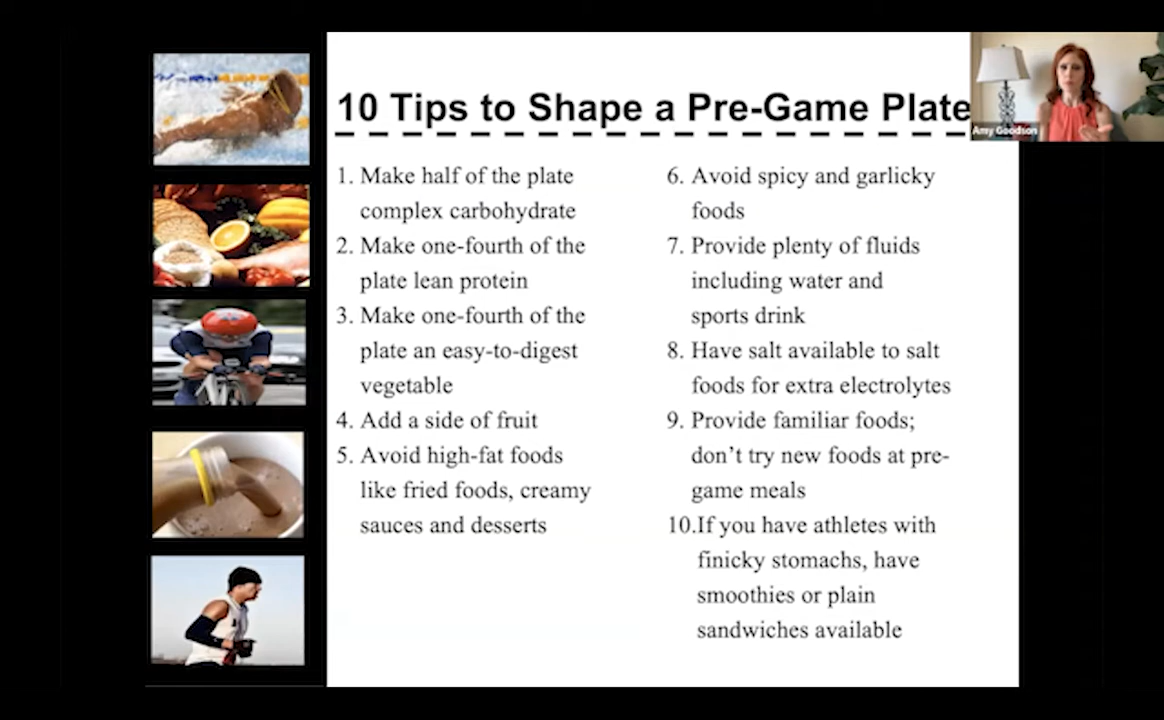 10 Tips to Shape a Pre-Game Plate
Amy Goodson
1. Make half of the plate
complex carbohydrate
2. Make one-fourth of the
plate lean protein
3. Make one-fourth of the
plate an easy-to-digest
vegetable
4. Add a side of fruit
5. Avoid high-fat foods
like fried foods, creamy
sauces and desserts
6. Avoid spicy and garlicky
foods
7. Provide plenty of fluids
including water and
sports drink
8. Have salt available to salt
foods for extra electrolytes
9. Provide familiar foods;
don’t try new foods at pre-
game meals
10.If you have athletes with
finicky stomachs, have
smoothies or plain
sandwiches available